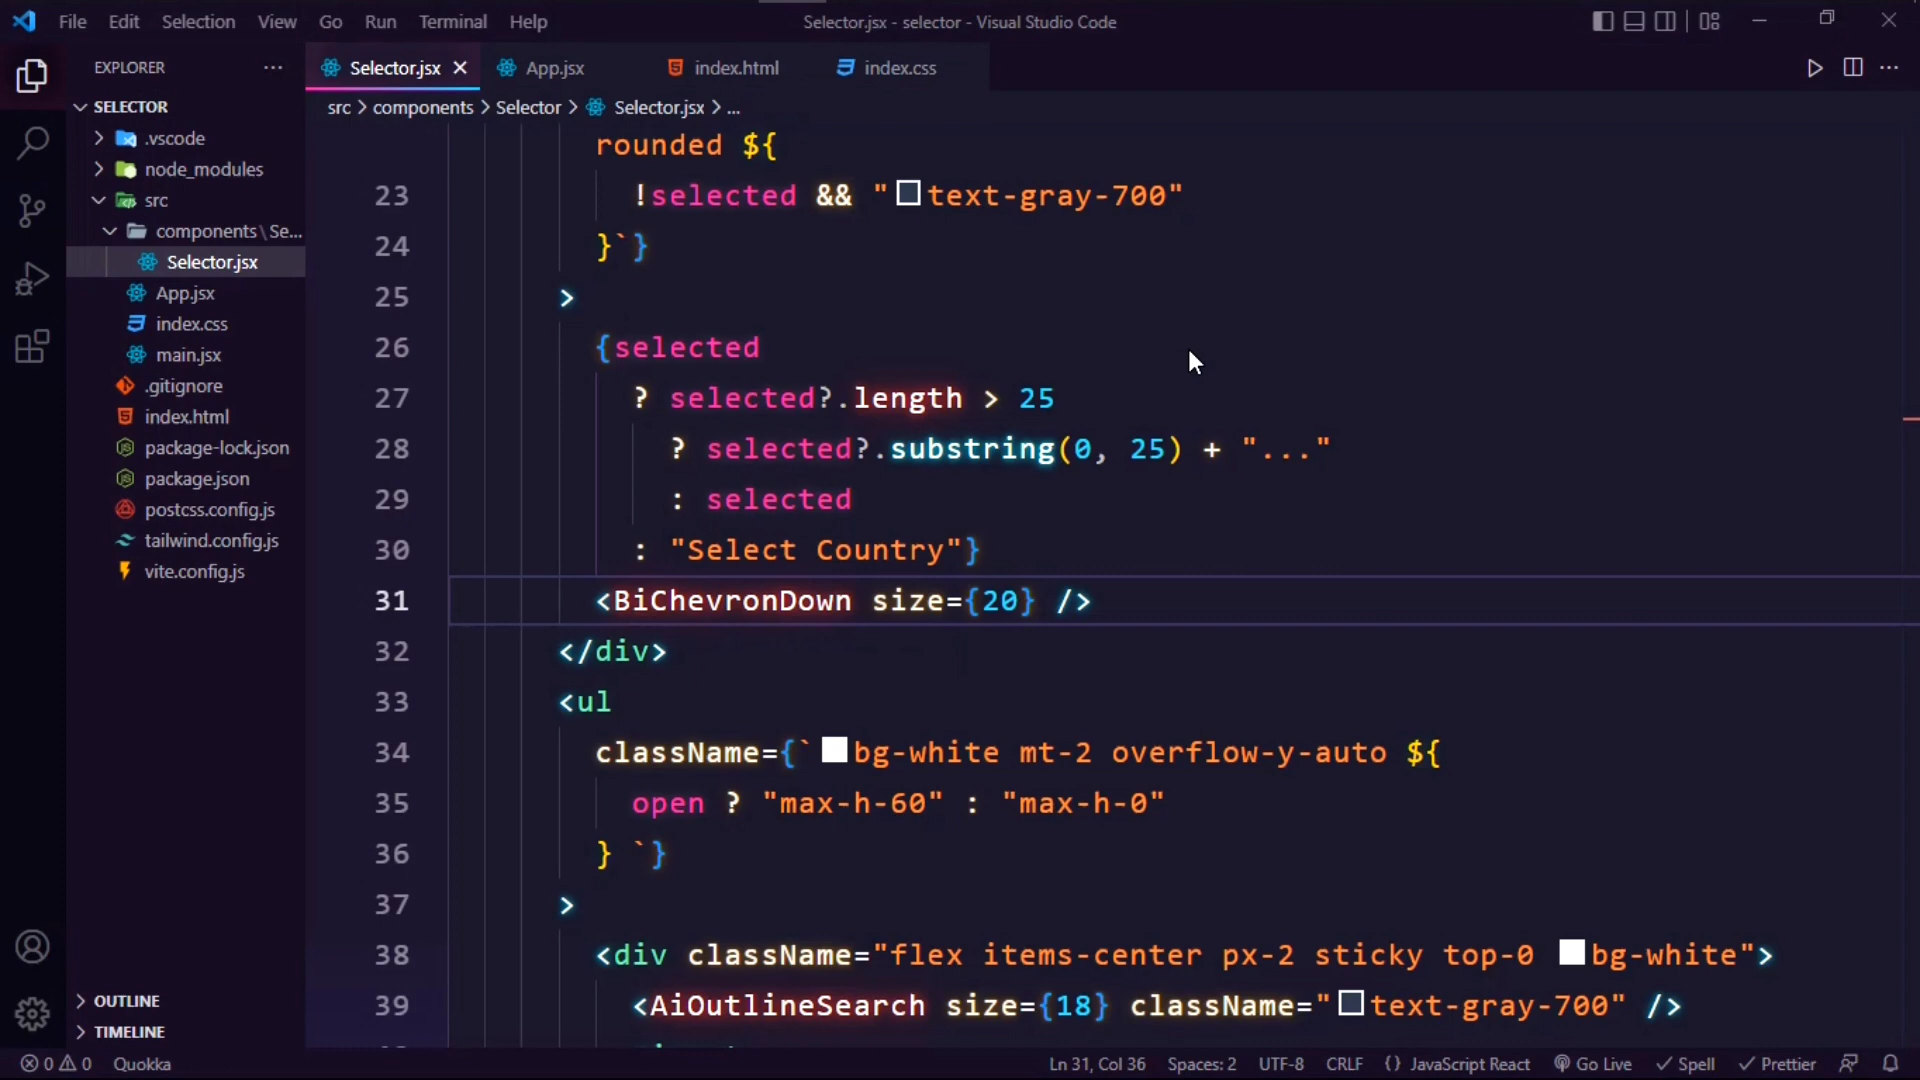 File Edit Selection View Go Run Terminal Help
Selector.jsx - selector - Visual Studio Code
EXPLORER
SELECTOR
.vscode
node_modules
src
components\Se...
Selector.jsx
App.jsx
index.css
main.jsx
.gitignore
index.html
package-lock.json
package.json
postcss.config.js
tailwind.config.js
vite.config.js
OUTLINE
TIMELINE
Selector.jsx App.jsx index.html index.css
src > components > Selector > Selector.jsx > ...
rounded ${
23 !selected && "text-gray-700"
24 }`}
25 >
26 {selected
27 ? selected?.length > 25
28 ? selected?.substring(0, 25) + "..."
29 : selected
30 : "Select Country"}
31 <BiChevronDown size={20} />
32 </div>
33 <ul
34 className={`bg-white mt-2 overflow-y-auto ${
35 open ? "max-h-60" : "max-h-0"
36 } `}
37 >
38 <div className="flex items-center px-2 sticky top-0 bg-white">
39 <AiOutlineSearch size={18} className="text-gray-700" />
0 0 Quokka
Ln 31, Col 36 Spaces: 2 UTF-8 CRLF {} JavaScript React Go Live Spell Prettier